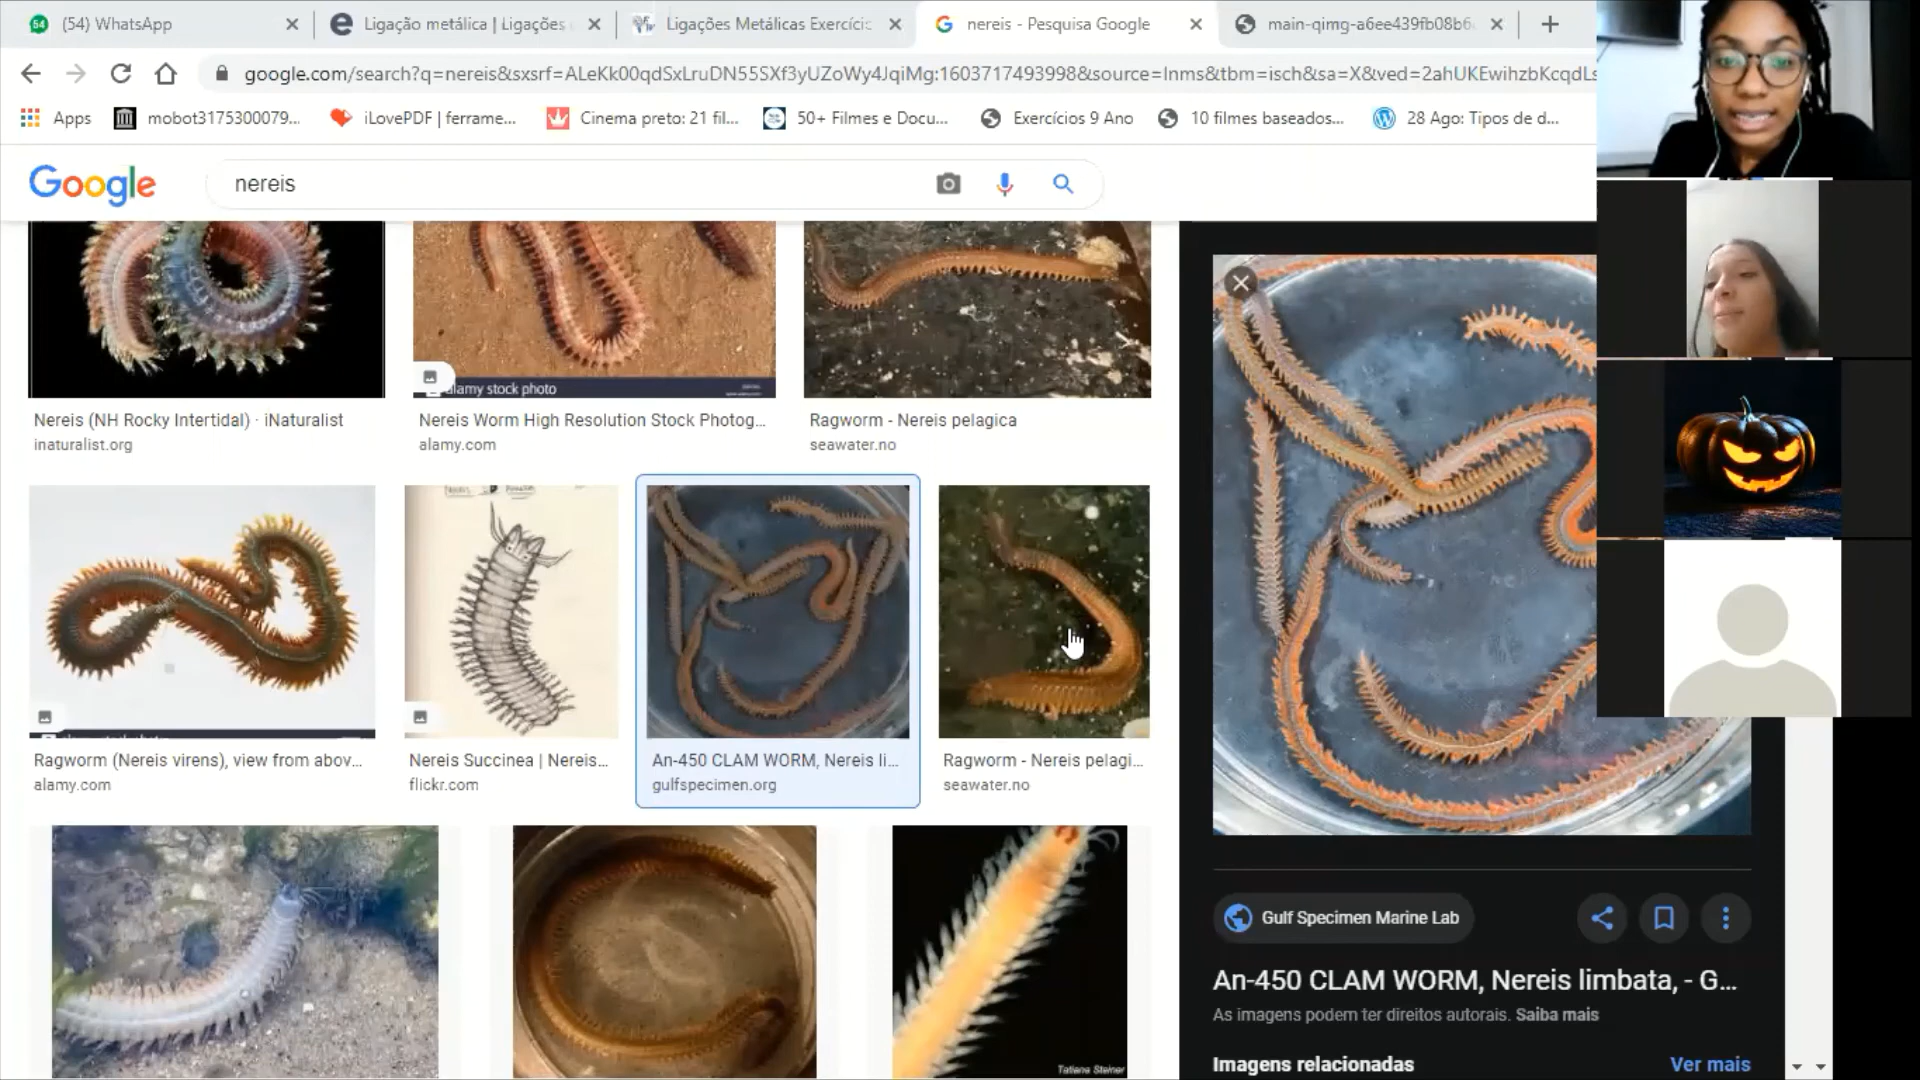 54 (54) WhatsApp
Ligação metálica | Ligações e
Ligações Metálicas Exercício
nereis - Pesquisa Google
main-qimg-a6ee439fb08b6
google.com/search?q=nereis&sxsrf=ALeKk00qdSxLruDN55SXf3yUZoWy4JqiMg:1603717493998&source=lnms&tbm=isch&sa=X&ved=2ahUKEwihzbKcqdLs
Apps
mobot3175300079...
iLovePDF | ferrame...
Cinema preto: 21 fil...
50+ Filmes e Docu...
Exercícios 9 Ano
10 filmes baseados...
28 Ago: Tipos de d...
Google
nereis
alamy stock photo
Nereis (NH Rocky Intertidal) · iNaturalist
inaturalist.org
Nereis Worm High Resolution Stock Photog...
alamy.com
Ragworm - Nereis pelagica
seawater.no
Ragworm (Nereis virens), view from abov...
alamy.com
Nereis Succinea | Nereis...
flickr.com
An-450 CLAM WORM, Nereis li...
gulfspecimen.org
Ragworm - Nereis pelagi...
seawater.no
Tatiana Steiner
Gulf Specimen Marine Lab
An-450 CLAM WORM, Nereis limbata, - G...
As imagens podem ter direitos autorais. Saiba mais
Imagens relacionadas
Ver mais